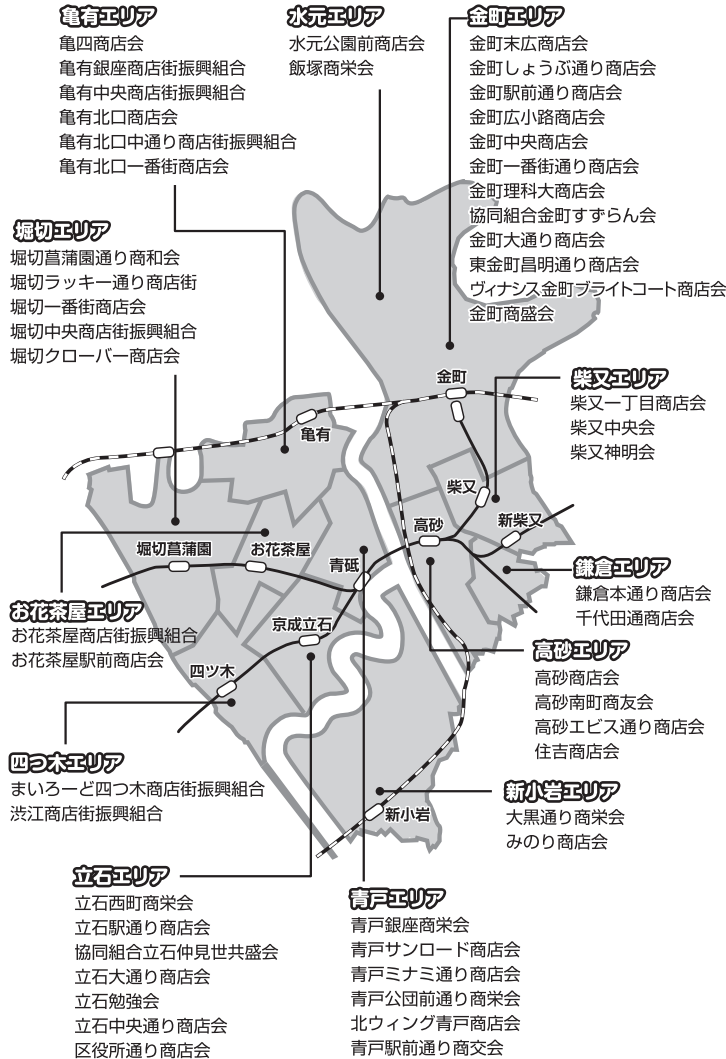 亀有エリア
亀四商店会
亀有銀座商店街振興組合
亀有中央商店街振興組合
亀有北口商店会
亀有北口中通り商店街振興組合
亀有北口一番街商店会
水元エリア
水元公園前商店会
飯塚商栄会
金町エリア
金町末広商店会
金町しょうぶ通り商店会
金町駅前通り商店会
金町広小路商店会
金町中央商店会
金町一番街通り商店会
金町理科大商店会
協同組合金町すずらん会
金町大通り商店会
東金町昌明通り商店会
ヴィナシス金町ブライトコート商店会
金町商盛会
堀切エリア
堀切菖蒲園通り商和会
堀切ラッキー通り商店街
堀切一番街商店会
堀切中央商店街振興組合
堀切クローバー商店会
柴又エリア
柴又一丁目商店会
柴又中央会
柴又神明会
金町
亀有
柴又
高砂
新柴又
堀切菖蒲園
お花茶屋
青砥
京成立石
四ツ木
新小岩
鎌倉エリア
鎌倉本通り商店会
千代田通商店会
お花茶屋エリア
お花茶屋商店街振興組合
お花茶屋駅前商店会
高砂エリア
高砂商店会
高砂南町商友会
高砂エビス通り商店会
住吉商店会
四つ木エリア
まいろーど四つ木商店街振興組合
渋江商店街振興組合
新小岩エリア
大黒通り商栄会
みのり商店会
立石エリア
立石西町商栄会
立石駅通り商店会
協同組合立石仲見世共盛会
立石大通り商店会
立石勉強会
立石中央通り商店会
区役所通り商店会
青戸エリア
青戸銀座商栄会
青戸サンロード商店会
青戸ミナミ通り商店会
青戸公団前通り商栄会
北ウィング青戸商店会
青戸駅前通り商交会